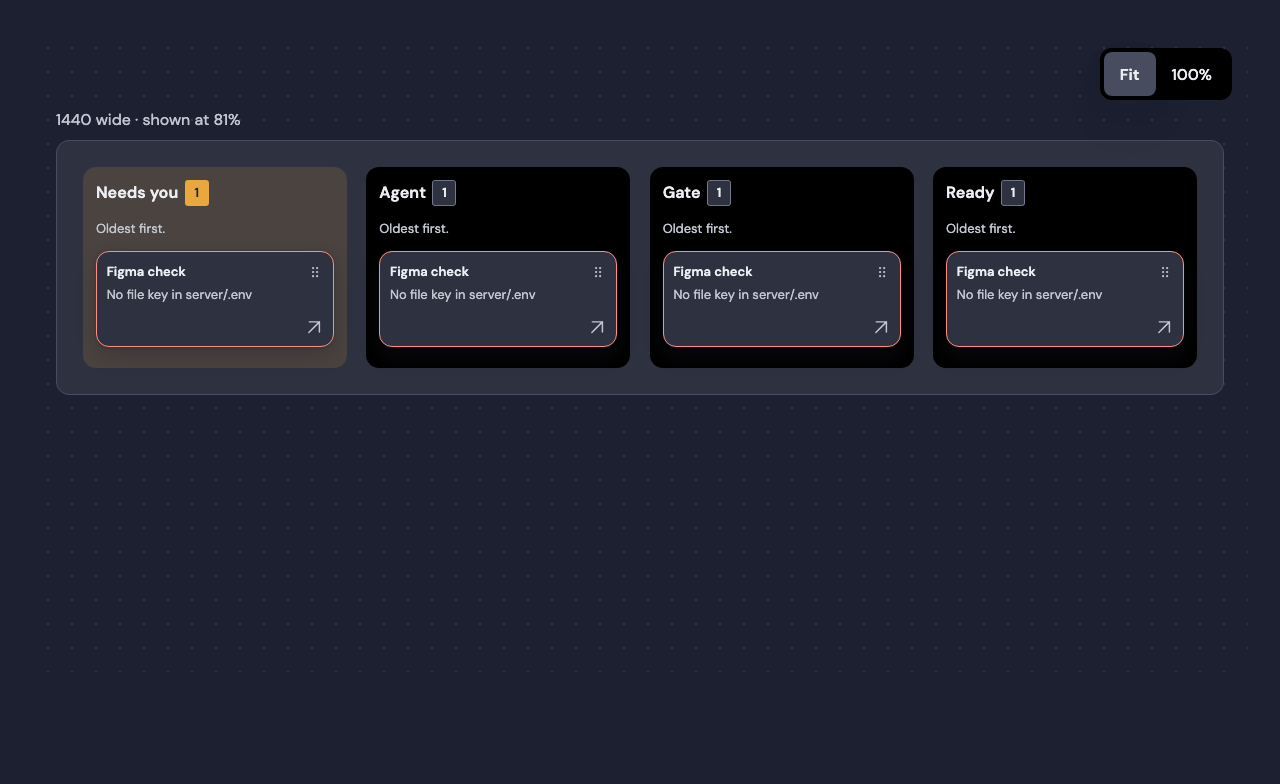 Fit 100%
1440 wide · shown at 81%
Needs you 1
Oldest first.
Figma check
No file key in server/.env
Agent 1
Oldest first.
Figma check
No file key in server/.env
Gate 1
Oldest first.
Figma check
No file key in server/.env
Ready 1
Oldest first.
Figma check
No file key in server/.env